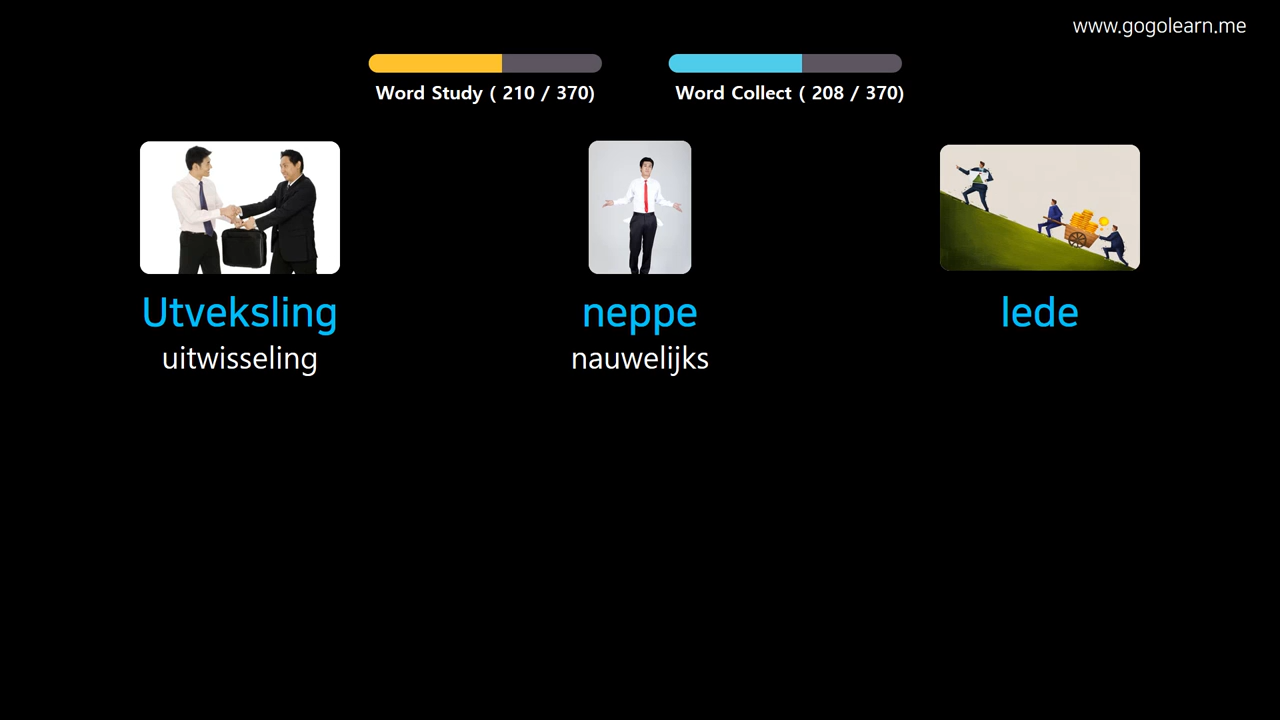 www.gogolearn.me
Word Study ( 210 / 370)
Word Collect ( 208 / 370)
Utveksling
uitwisseling
neppe
nauwelijks
lede